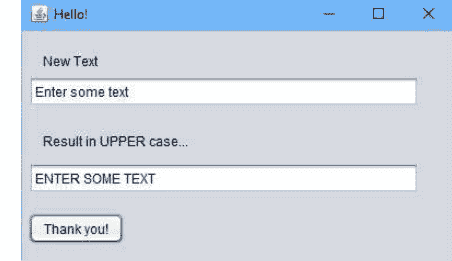 Hello!
New Text
Enter some text
Result in UPPER case...
ENTER SOME TEXT
Thank you!